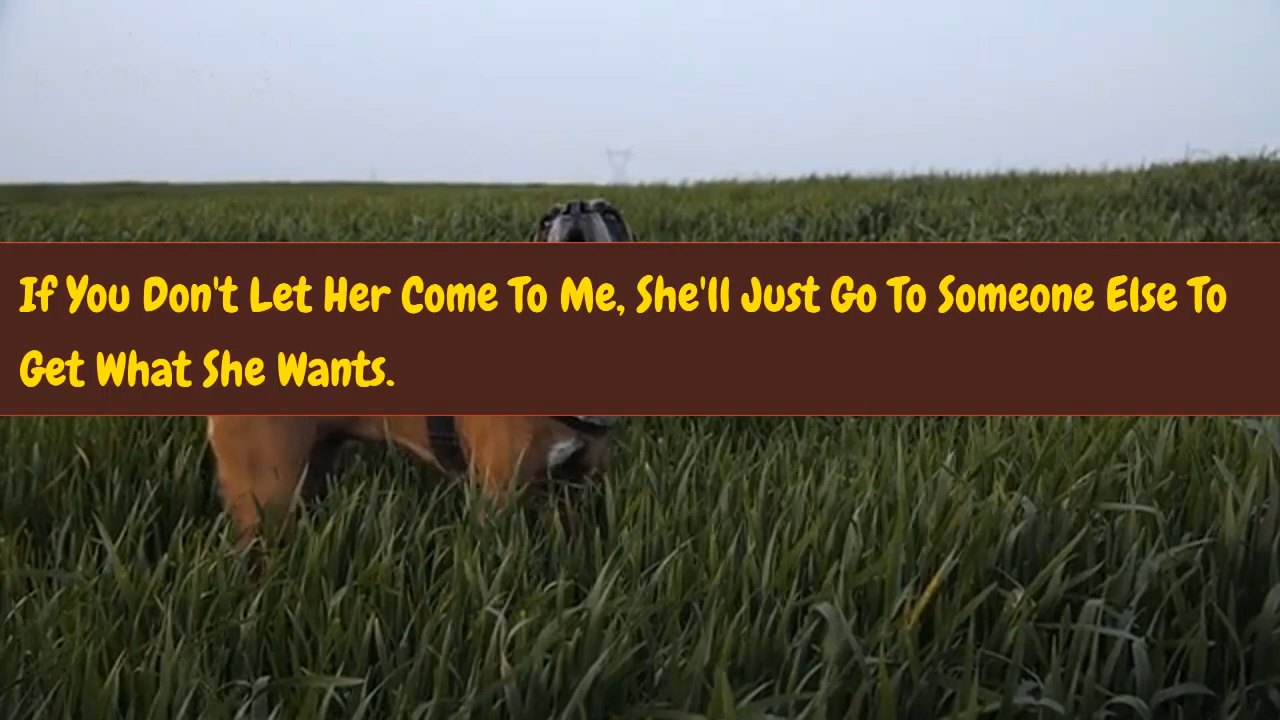 If You Don't Let Her Come To Me, She'll Just Go To Someone Else To
Get What She Wants.